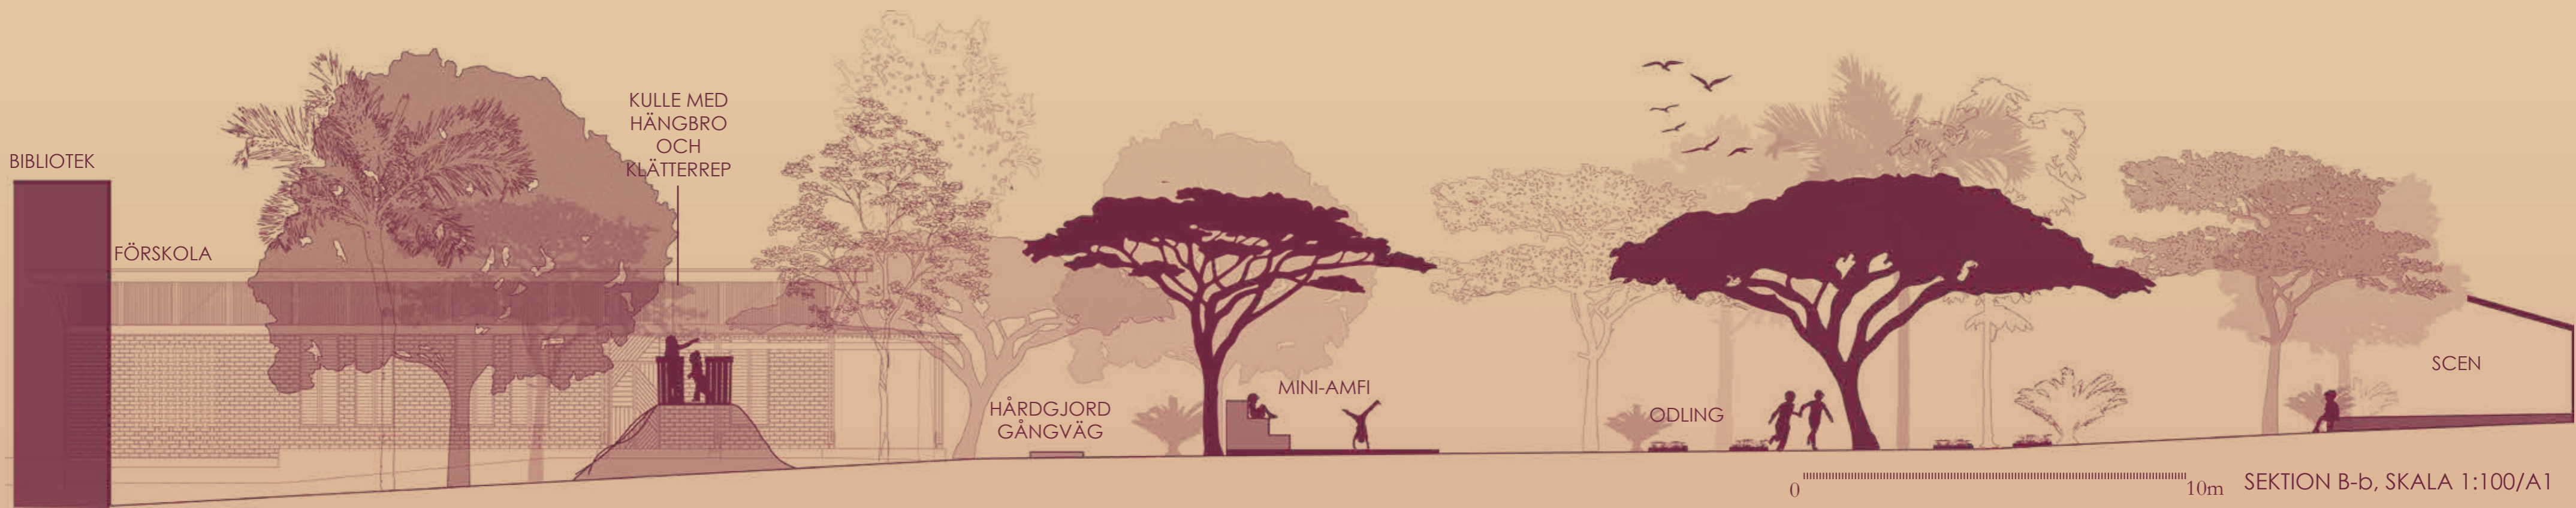 BIBLIOTEK
FÖRSKOLA
KULLE MED
HÄNGBRO
OCH
KLÄTTERREP
HÅRDGJORD
GÅNGVÄG
MINI-AMFI
ODLING
SCEN
0
10m
SEKTION B-b, SKALA 1:100/A1